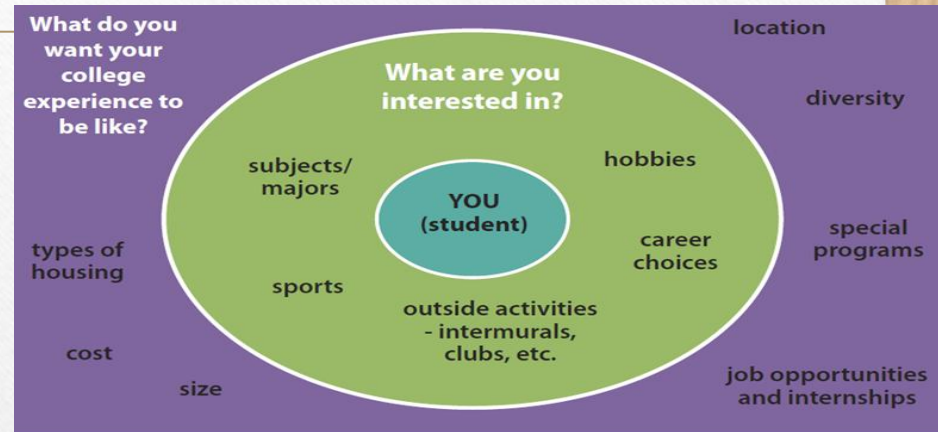 What do you
want your
college
experience to
be like?
What are you
interested in?
subjects/
majors
sports
YOU
(student)
hobbies
career
choices
outside activities
- intermurals,
clubs, etc.
types of
housing
cost
size
location
diversity
special
programs
job opportunities
and internships